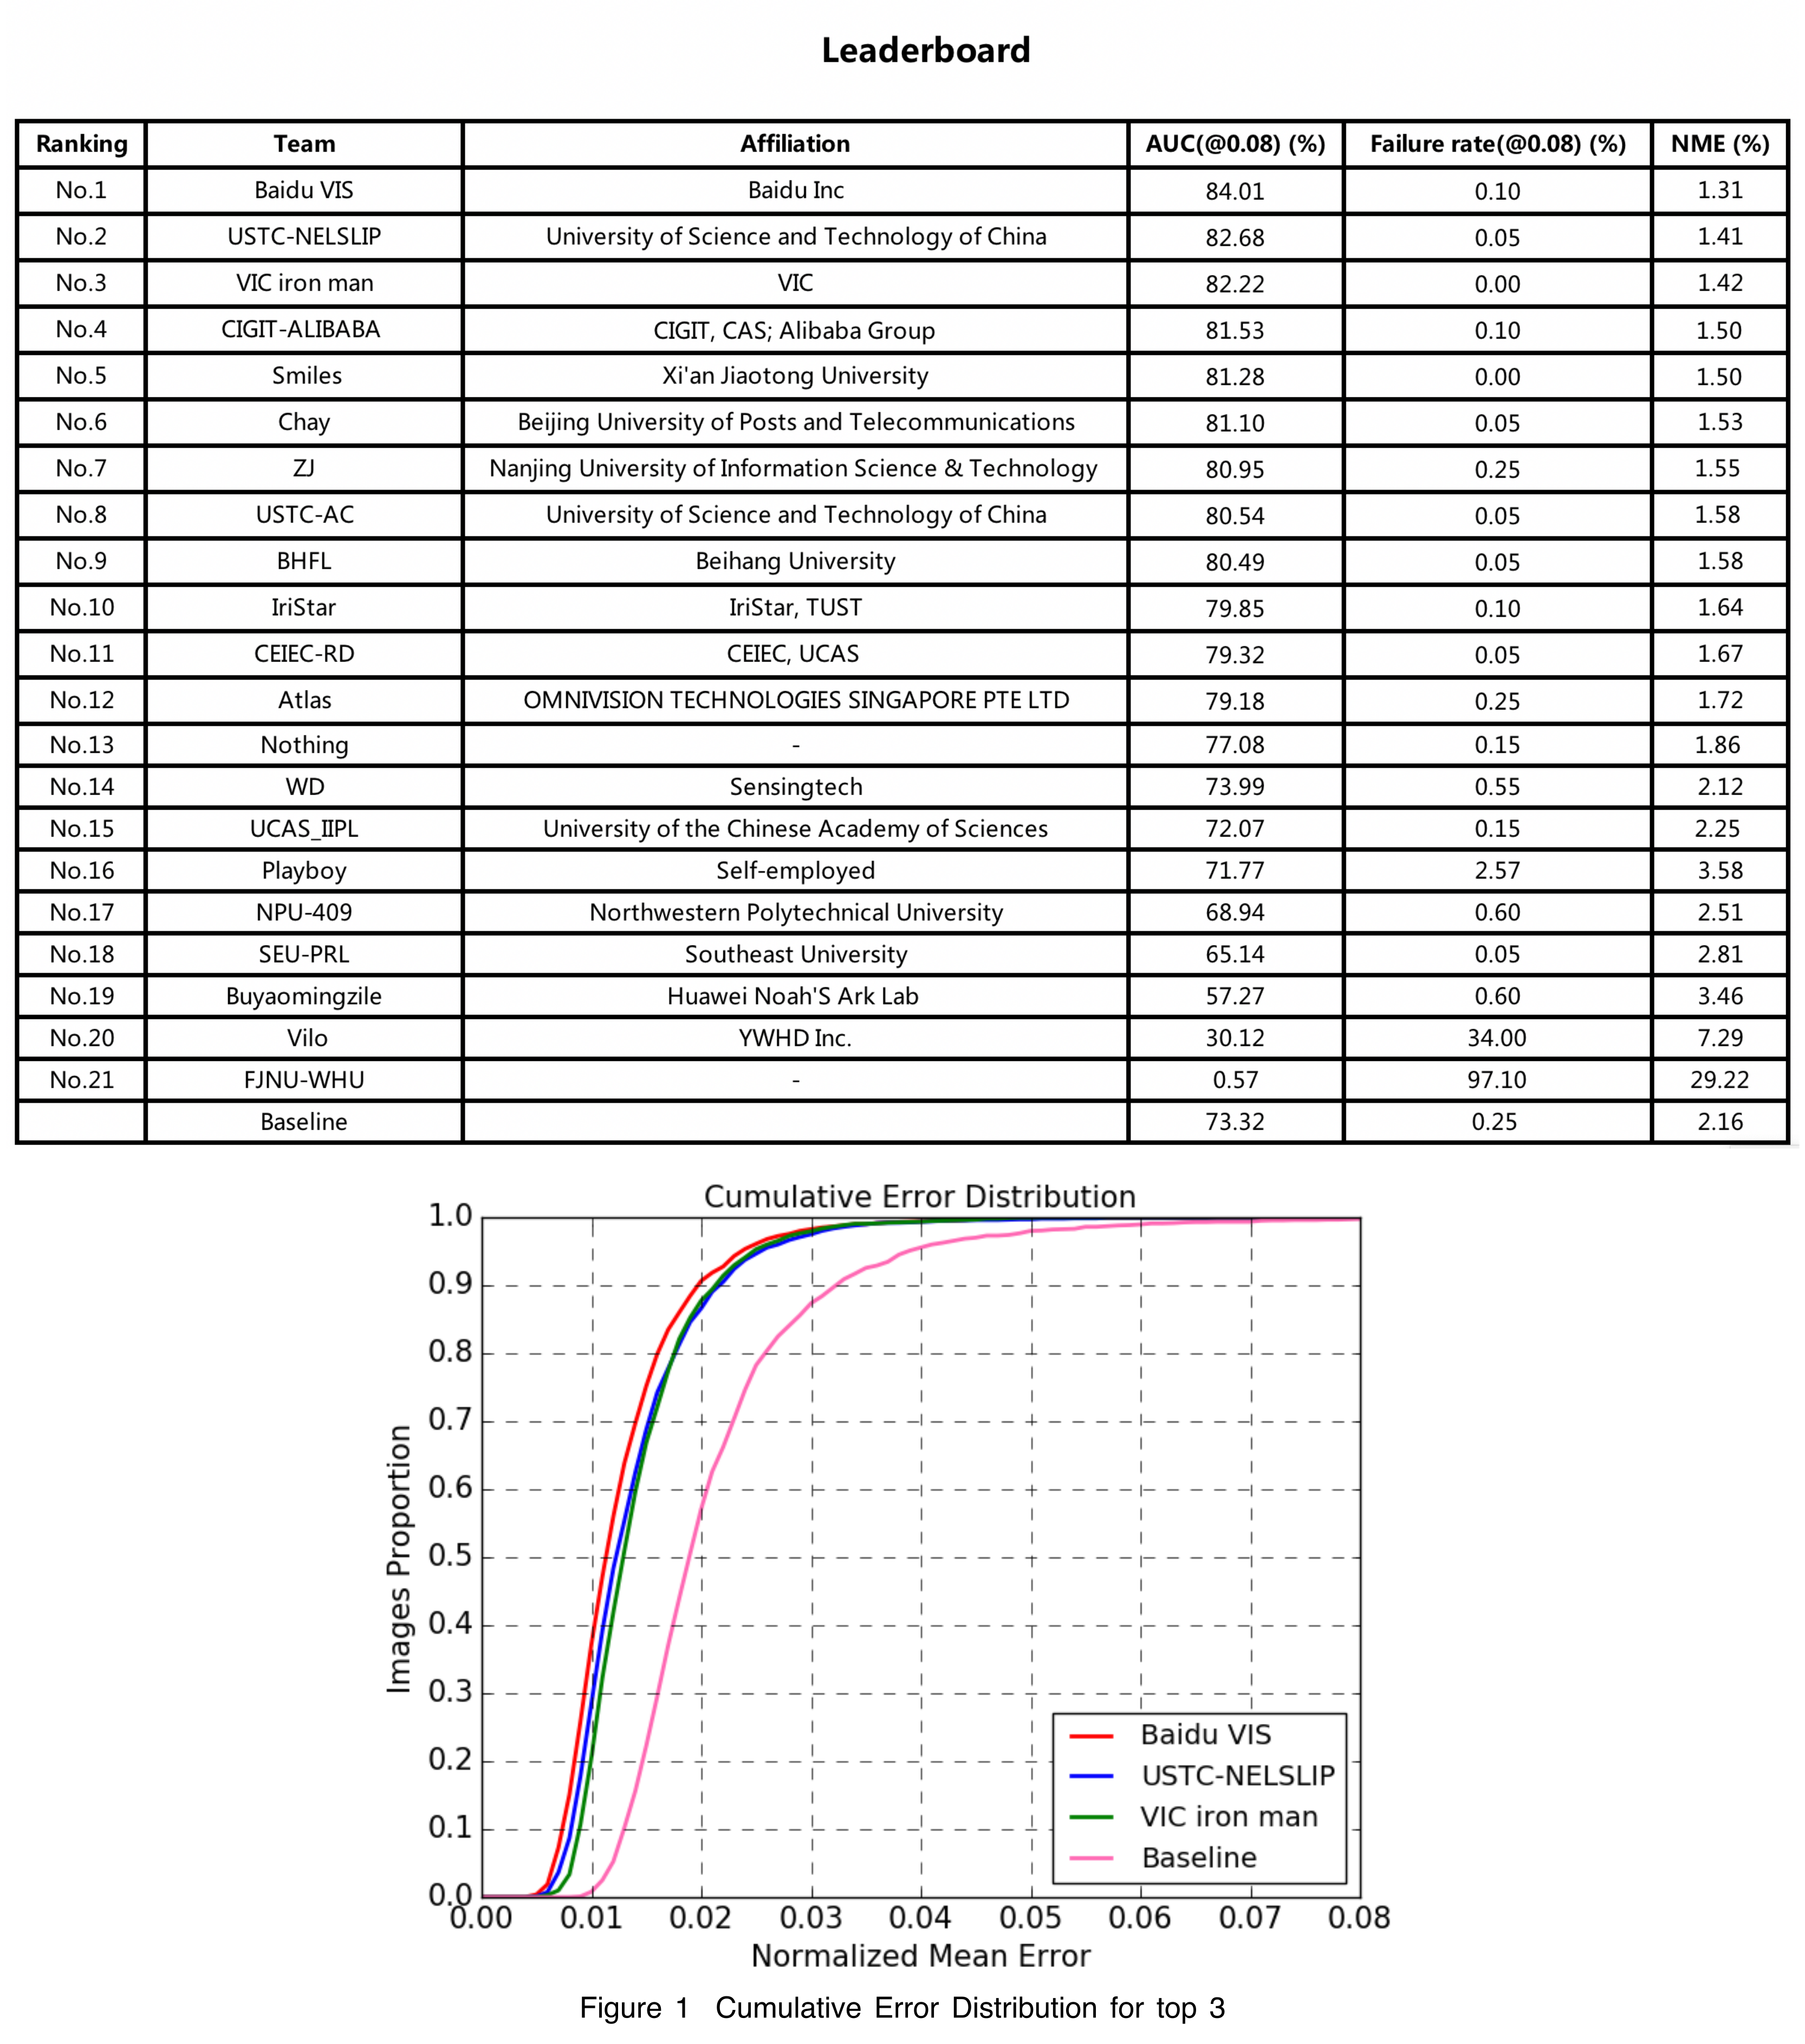 Leaderboard
Ranking Team Affiliation AUC(@0.08) (%) Failure rate(@0.08) (%) NME (%)
No.1 Baidu VIS Baidu Inc 84.01 0.10 1.31
No.2 USTC-NELSLIP University of Science and Technology of China 82.68 0.05 1.41
No.3 VIC iron man VIC 82.22 0.00 1.42
No.4 CIGIT-ALIBABA CIGIT, CAS; Alibaba Group 81.53 0.10 1.50
No.5 Smiles Xi'an Jiaotong University 81.28 0.00 1.50
No.6 Chay Beijing University of Posts and Telecommunications 81.10 0.05 1.53
No.7 ZJ Nanjing University of Information Science & Technology 80.95 0.25 1.55
No.8 USTC-AC University of Science and Technology of China 80.54 0.05 1.58
No.9 BHFL Beihang University 80.49 0.05 1.58
No.10 IriStar IriStar, TUST 79.85 0.10 1.64
No.11 CEIEC-RD CEIEC, UCAS 79.32 0.05 1.67
No.12 Atlas OMNIVISION TECHNOLOGIES SINGAPORE PTE LTD 79.18 0.25 1.72
No.13 Nothing - 77.08 0.15 1.86
No.14 WD Sensingtech 73.99 0.55 2.12
No.15 UCAS_IIPL University of the Chinese Academy of Sciences 72.07 0.15 2.25
No.16 Playboy Self-employed 71.77 2.57 3.58
No.17 NPU-409 Northwestern Polytechnical University 68.94 0.60 2.51
No.18 SEU-PRL Southeast University 65.14 0.05 2.81
No.19 Buyaomingzile Huawei Noah'S Ark Lab 57.27 0.60 3.46
No.20 Vilo YWHD Inc. 30.12 34.00 7.29
No.21 FJNU-WHU - 0.57 97.10 29.22
Baseline 73.32 0.25 2.16
Cumulative Error Distribution
1.0
0.9
0.8
0.7
0.6
0.5
0.4
0.3
0.2
0.1
0.0
Images Proportion
Baidu VIS
USTC-NELSLIP
VIC iron man
Baseline
0.00 0.01 0.02 0.03 0.04 0.05 0.06 0.07 0.08
Normalized Mean Error
Figure 1 Cumulative Error Distribution for top 3